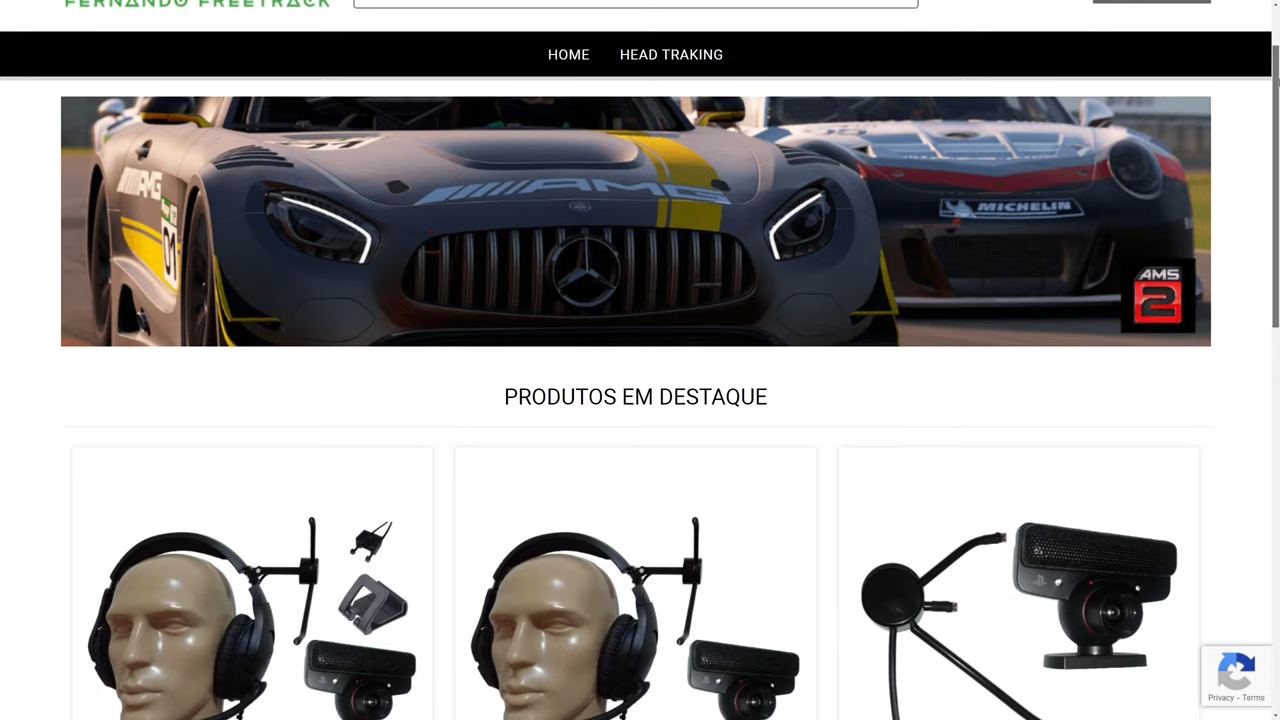 FERNANDO FREETRACK
HOME HEAD TRAKING
AMG
AMG
01
MICHELIN
AMS
2
PRODUTOS EM DESTAQUE
Privacy - Terms